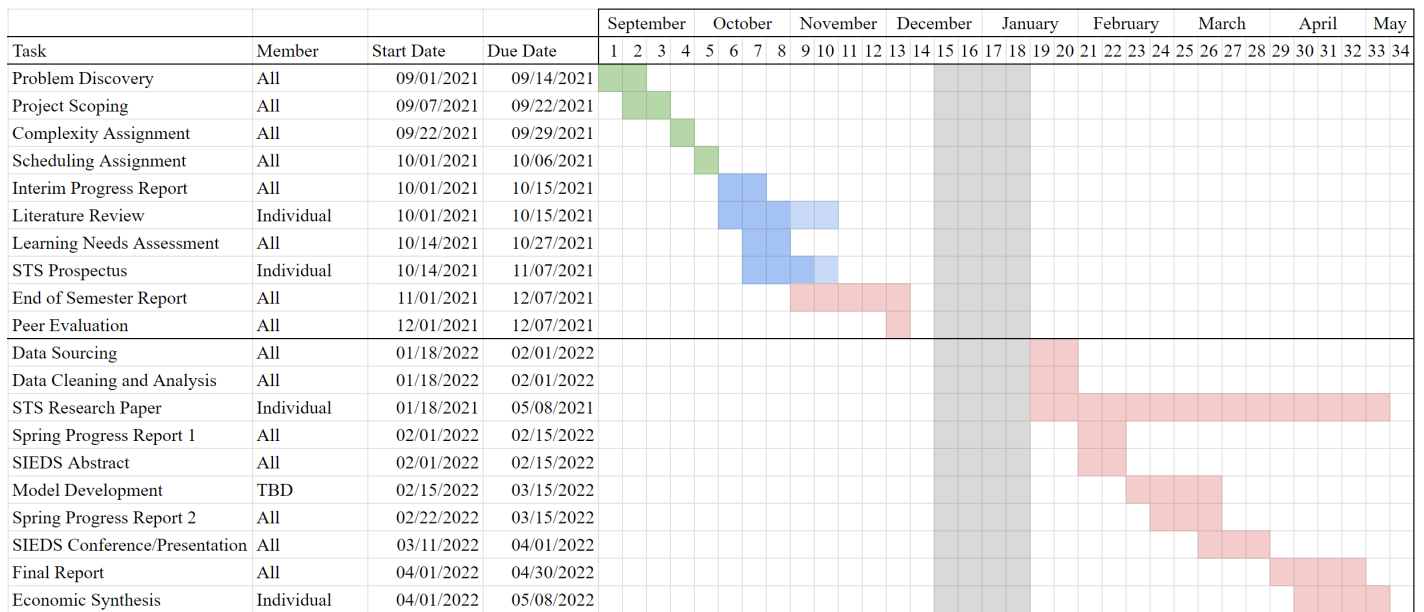 September October November December January February March April May
Task Member Start Date Due Date 1 2 3 4 5 6 7 8 9 10 11 12 13 14 15 16 17 18 19 20 21 22 23 24 25 26 27 28 29 30 31 32 33 34
Problem Discovery All 09/01/2021 09/14/2021
Project Scoping All 09/07/2021 09/22/2021
Complexity Assignment All 09/22/2021 09/29/2021
Scheduling Assignment All 10/01/2021 10/06/2021
Interim Progress Report All 10/01/2021 10/15/2021
Literature Review Individual 10/01/2021 10/15/2021
Learning Needs Assessment All 10/14/2021 10/27/2021
STS Prospectus Individual 10/14/2021 11/07/2021
End of Semester Report All 11/01/2021 12/07/2021
Peer Evaluation All 12/01/2021 12/07/2021
Data Sourcing All 01/18/2022 02/01/2022
Data Cleaning and Analysis All 01/18/2022 02/01/2022
STS Research Paper Individual 01/18/2021 05/08/2021
Spring Progress Report 1 All 02/01/2022 02/15/2022
SIEDS Abstract All 02/01/2022 02/15/2022
Model Development TBD 02/15/2022 03/15/2022
Spring Progress Report 2 All 02/22/2022 03/15/2022
SIEDS Conference/Presentation All 03/11/2022 04/01/2022
Final Report All 04/01/2022 04/30/2022
Economic Synthesis Individual 04/01/2022 05/08/2022